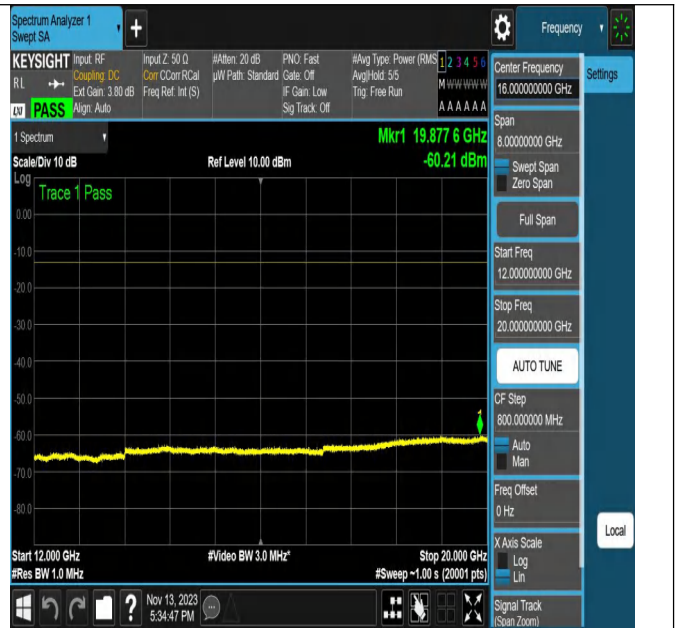 Spectrum Analyzer 1
Swept SA
+
Frequency
KEYSIGHT
RL
LXI PASS
Input: RF
Coupling: DC
Ext Gain: 3.80 dB
Align: Auto
Input Z: 50 Ω
Corr CCorr RCal
Freq Ref: Int (S)
#Atten: 20 dB
µW Path: Standard
PNO: Fast
Gate: Off
IF Gain: Low
Sig Track: Off
#Avg Type: Power (RMS
Avg|Hold: 5/5
Trig: Free Run
1 2 3 4 5 6
M W W W W W
A A A A A A
1 Spectrum
Scale/Div 10 dB
Ref Level 10.00 dBm
Mkr1 19.877 6 GHz
-60.21 dBm
Log
Trace 1 Pass
0.00
-10.0
-20.0
-30.0
-40.0
-50.0
-60.0
-70.0
-80.0
1
Start 12.000 GHz
#Res BW 1.0 MHz
#Video BW 3.0 MHz*
Stop 20.000 GHz
#Sweep ~1.00 s (20001 pts)
Center Frequency
16.000000000 GHz
Settings
Span
8.00000000 GHz
Swept Span
Zero Span
Full Span
Start Freq
12.000000000 GHz
Stop Freq
20.000000000 GHz
AUTO TUNE
CF Step
800.000000 MHz
Auto
Man
Freq Offset
0 Hz
X Axis Scale
Log
Lin
Local
Signal Track
(Span Zoom)
?
Nov 13, 2023
5:34:47 PM